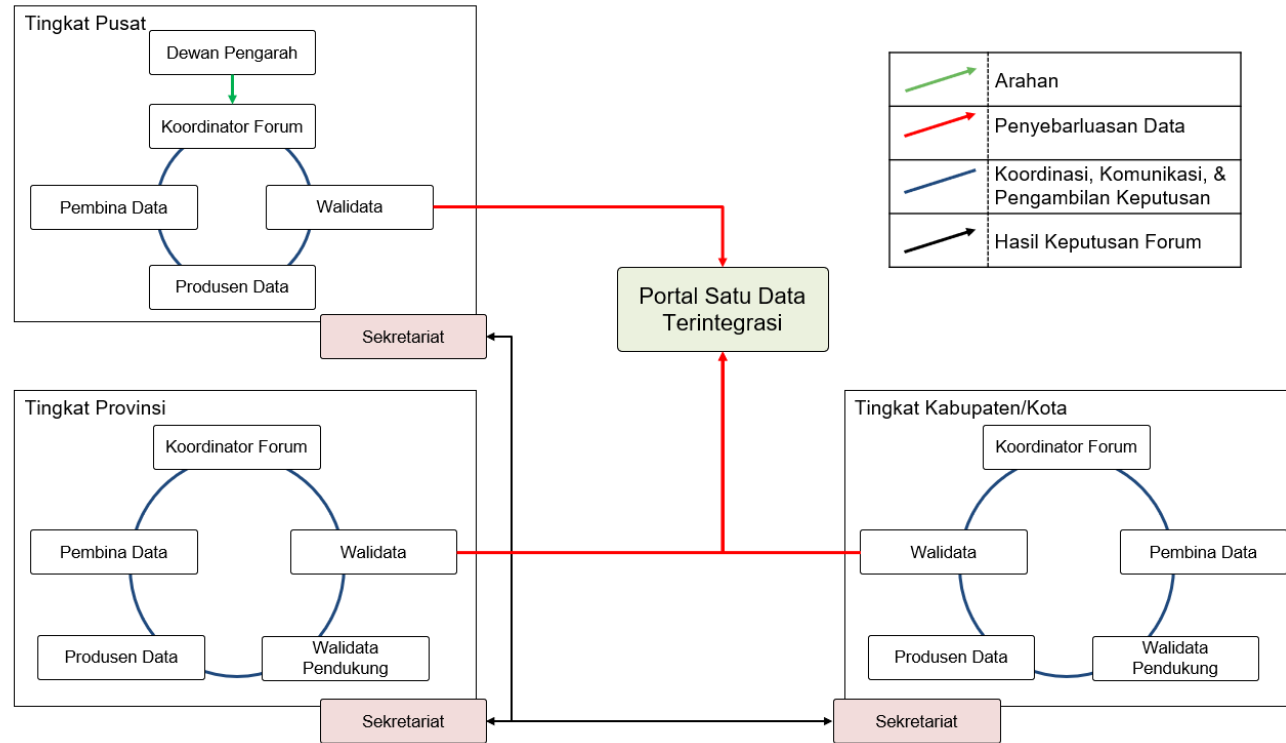 Tingkat Pusat
Dewan Pengarah
Koordinator Forum
Pembina Data
Walidata
Produsen Data
Sekretariat
Arahan
Penyebarluasan Data
Koordinasi, Komunikasi, &
Pengambilan Keputusan
Hasil Keputusan Forum
Portal Satu Data
Terintegrasi
Tingkat Provinsi
Koordinator Forum
Pembina Data
Walidata
Produsen Data
Walidata
Pendukung
Sekretariat
Tingkat Kabupaten/Kota
Koordinator Forum
Walidata
Pembina Data
Produsen Data
Walidata
Pendukung
Sekretariat